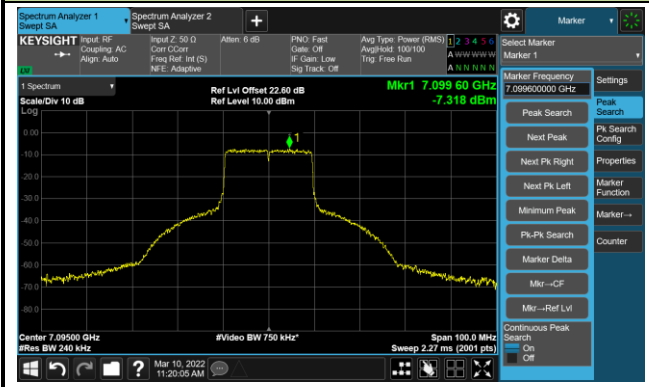 Spectrum Analyzer 1
Swept SA
Spectrum Analyzer 2
Swept SA
+
Marker
KEYSIGHT
Input: RF
Coupling: AC
Align: Auto
Input Z: 50 Ω
Corr CCorr
Freq Ref: Int (S)
NFE: Adaptive
Atten: 6 dB
PNO: Fast
Gate: Off
IF Gain: Low
Sig Track: Off
Avg Type: Power (RMS)
Avg|Hold: 100/100
Trig: Free Run
1 2 3 4 5 6
A W W W W W
A N N N N N
Select Marker
Marker 1
1 Spectrum
Scale/Div 10 dB
Log
Ref Lvl Offset 22.60 dB
Ref Level 10.00 dBm
Mkr1 7.099 60 GHz
-7.318 dBm
1
0.00
-10.0
-20.0
-30.0
-40.0
-50.0
-60.0
-70.0
-80.0
Center 7.09500 GHz
#Res BW 240 kHz
#Video BW 750 kHz*
Span 100.0 MHz
Sweep 2.27 ms (2001 pts)
Marker Frequency
7.099600000 GHz
Peak Search
Next Peak
Next Pk Right
Next Pk Left
Minimum Peak
Pk-Pk Search
Marker Delta
Mkr→CF
Mkr→Ref Lvl
Continuous Peak
Search
On
Off
Settings
Peak
Search
Pk Search
Config
Properties
Marker
Function
Marker→
Counter
?
Mar 10, 2022
11:20:05 AM